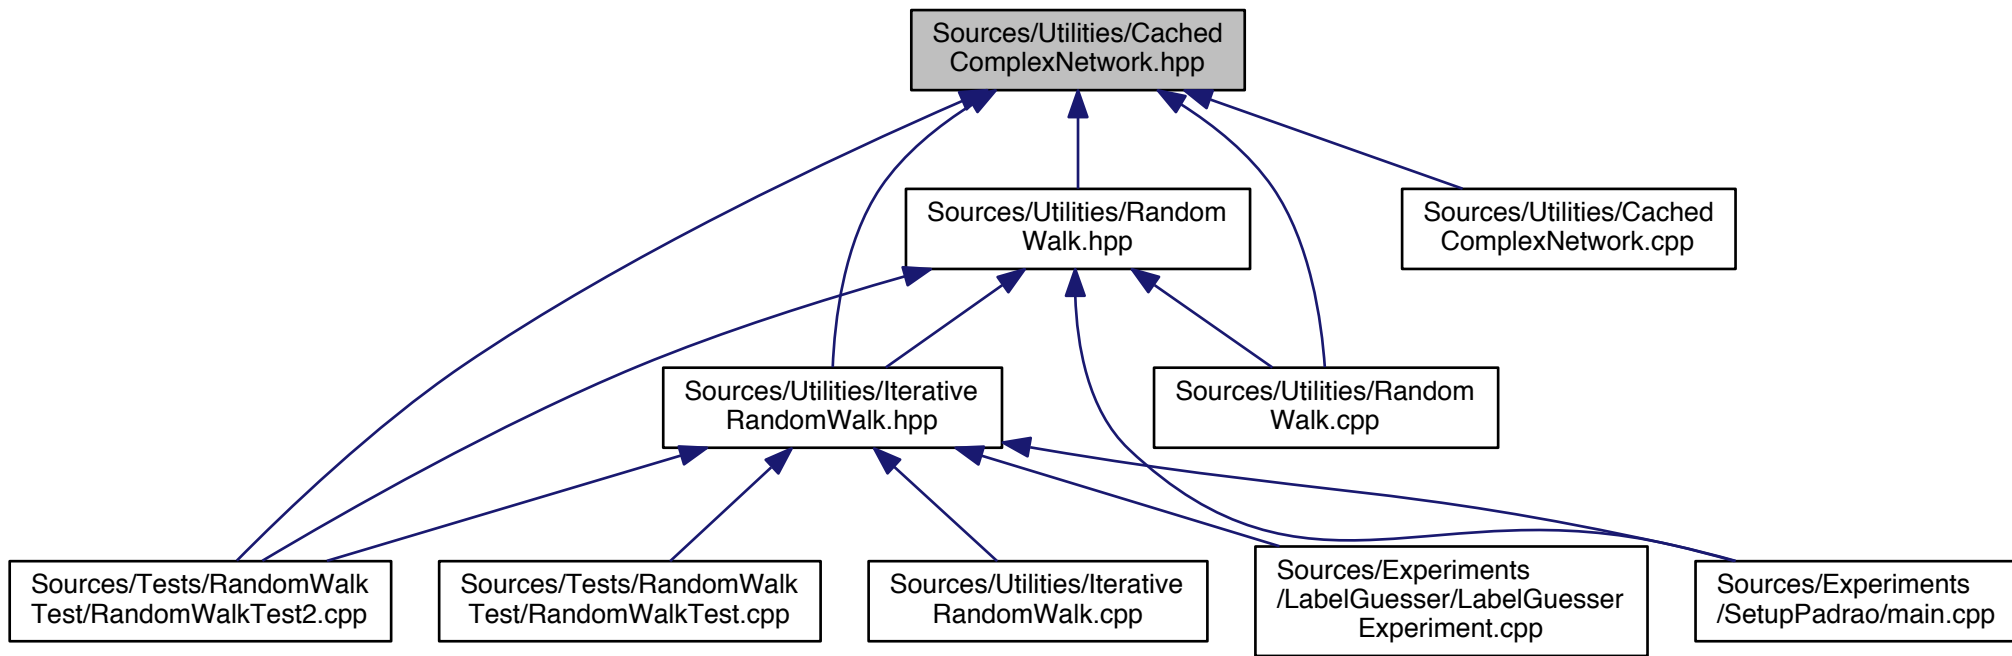 Sources/Utilities/Cached
ComplexNetwork.hpp
Sources/Utilities/Random
Walk.hpp
Sources/Utilities/Cached
ComplexNetwork.cpp
Sources/Utilities/Iterative
RandomWalk.hpp
Sources/Utilities/Random
Walk.cpp
Sources/Tests/RandomWalk
Test/RandomWalkTest2.cpp
Sources/Tests/RandomWalk
Test/RandomWalkTest.cpp
Sources/Utilities/Iterative
RandomWalk.cpp
Sources/Experiments
/LabelGuesser/LabelGuesser
Experiment.cpp
Sources/Experiments
/SetupPadrao/main.cpp